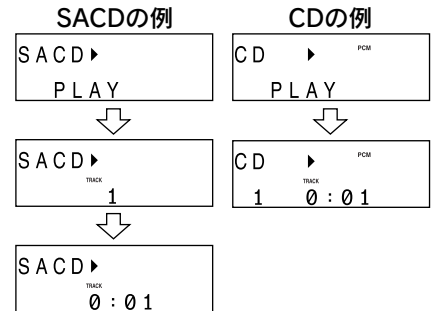 SACDの例
SACD▶
PLAY
SACD▶
TRACK
1
SACD▶
TRACK
0:01
CDの例
CD ▶ PCM
PLAY
CD ▶ PCM
TRACK
1 0:01